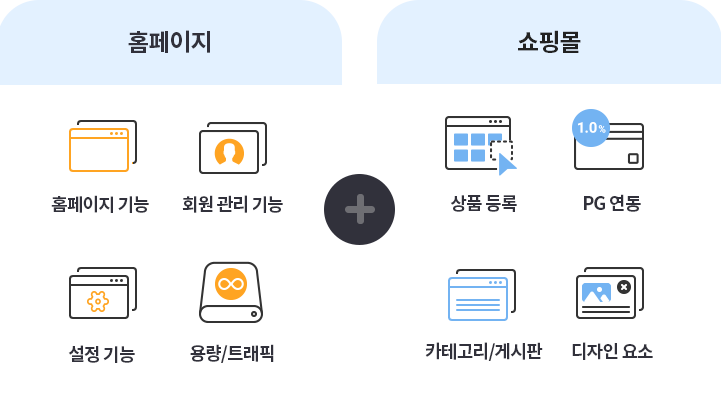 홈페이지
쇼핑몰
홈페이지 기능
회원 관리 기능
1.0%
상품 등록
PG 연동
설정 기능
용량/트래픽
카테고리/게시판
디자인 요소